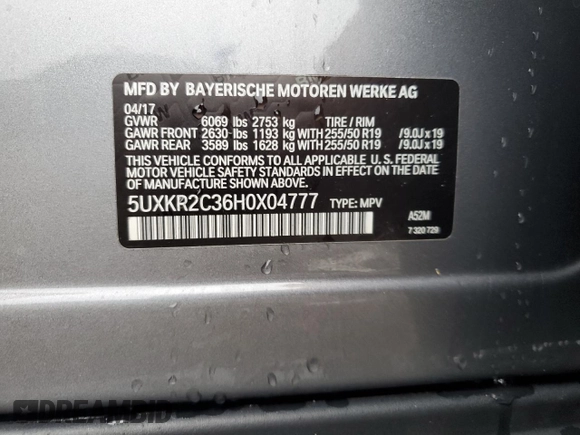 MFD BY BAYERISCHE MOTOREN WERKE AG
04/17
GVWR 6069 lbs 2753 kg TIRE / RIM
GAWR FRONT 2630 lbs 1193 kg WITH 255/50 R19 /9.0J x 19
GAWR REAR 3589 lbs 1628 kg WITH 255/50 R19 /9.0J x 19
THIS VEHICLE CONFORMS TO ALL APPLICABLE U. S. FEDERAL
MOTOR VEHICLE SAFETY STANDARDS IN EFFECT ON THE DATE
OF MANUFACTURE SHOWN ABOVE.
5UXKR2C36H0X04777 TYPE: MPV
A52M
7 320 729
DREAMBID